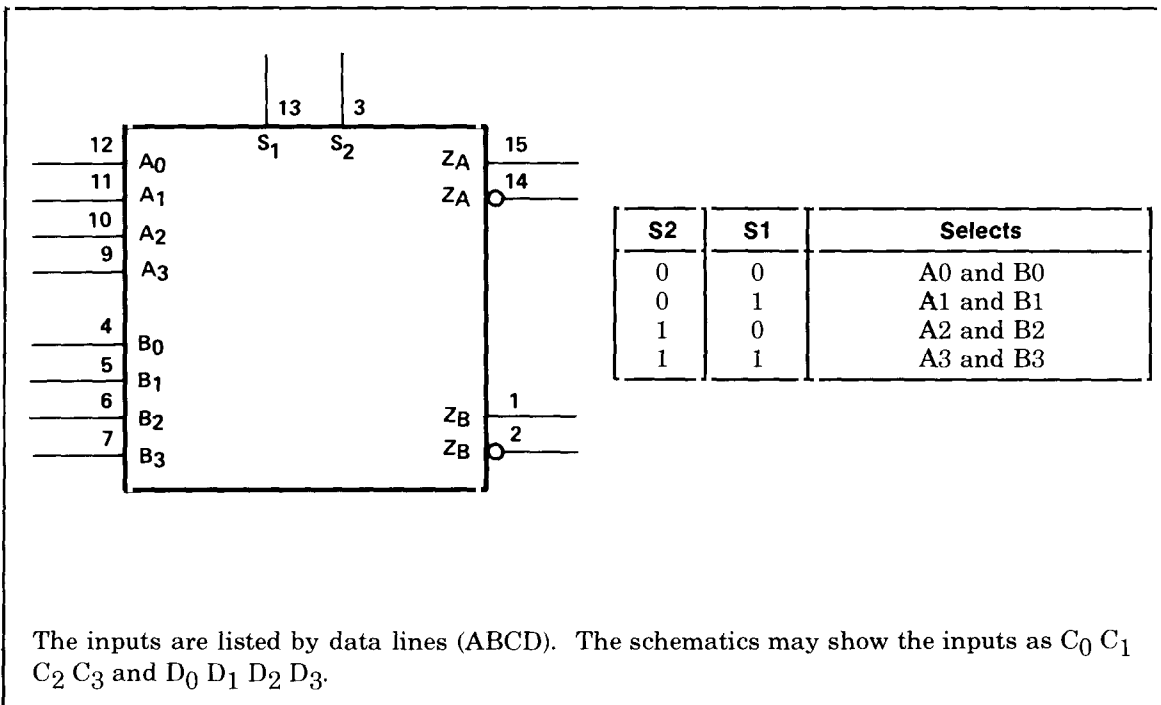 13 3
S1 S2
12 A0 ZA 15
11 A1 ZA 14
10 A2
9 A3
4 B0
5 B1
6 B2 ZB 1
7 B3 ZB 2
S2 S1 Selects
0 0 A0 and B0
0 1 A1 and B1
1 0 A2 and B2
1 1 A3 and B3
The inputs are listed by data lines (ABCD). The schematics may show the inputs as C0 C1
C2 C3 and D0 D1 D2 D3.